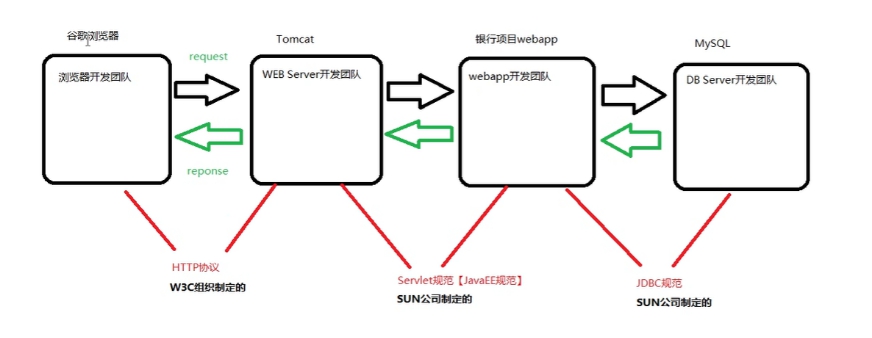 谷歌浏览器
Tomcat
银行项目webapp
MySQL
request
浏览器开发团队
WEB Server开发团队
webapp开发团队
DB Server开发团队
reponse
HTTP协议
W3C组织制定的
Servlet规范【JavaEE规范】
SUN公司制定的
JDBC规范
SUN公司制定的